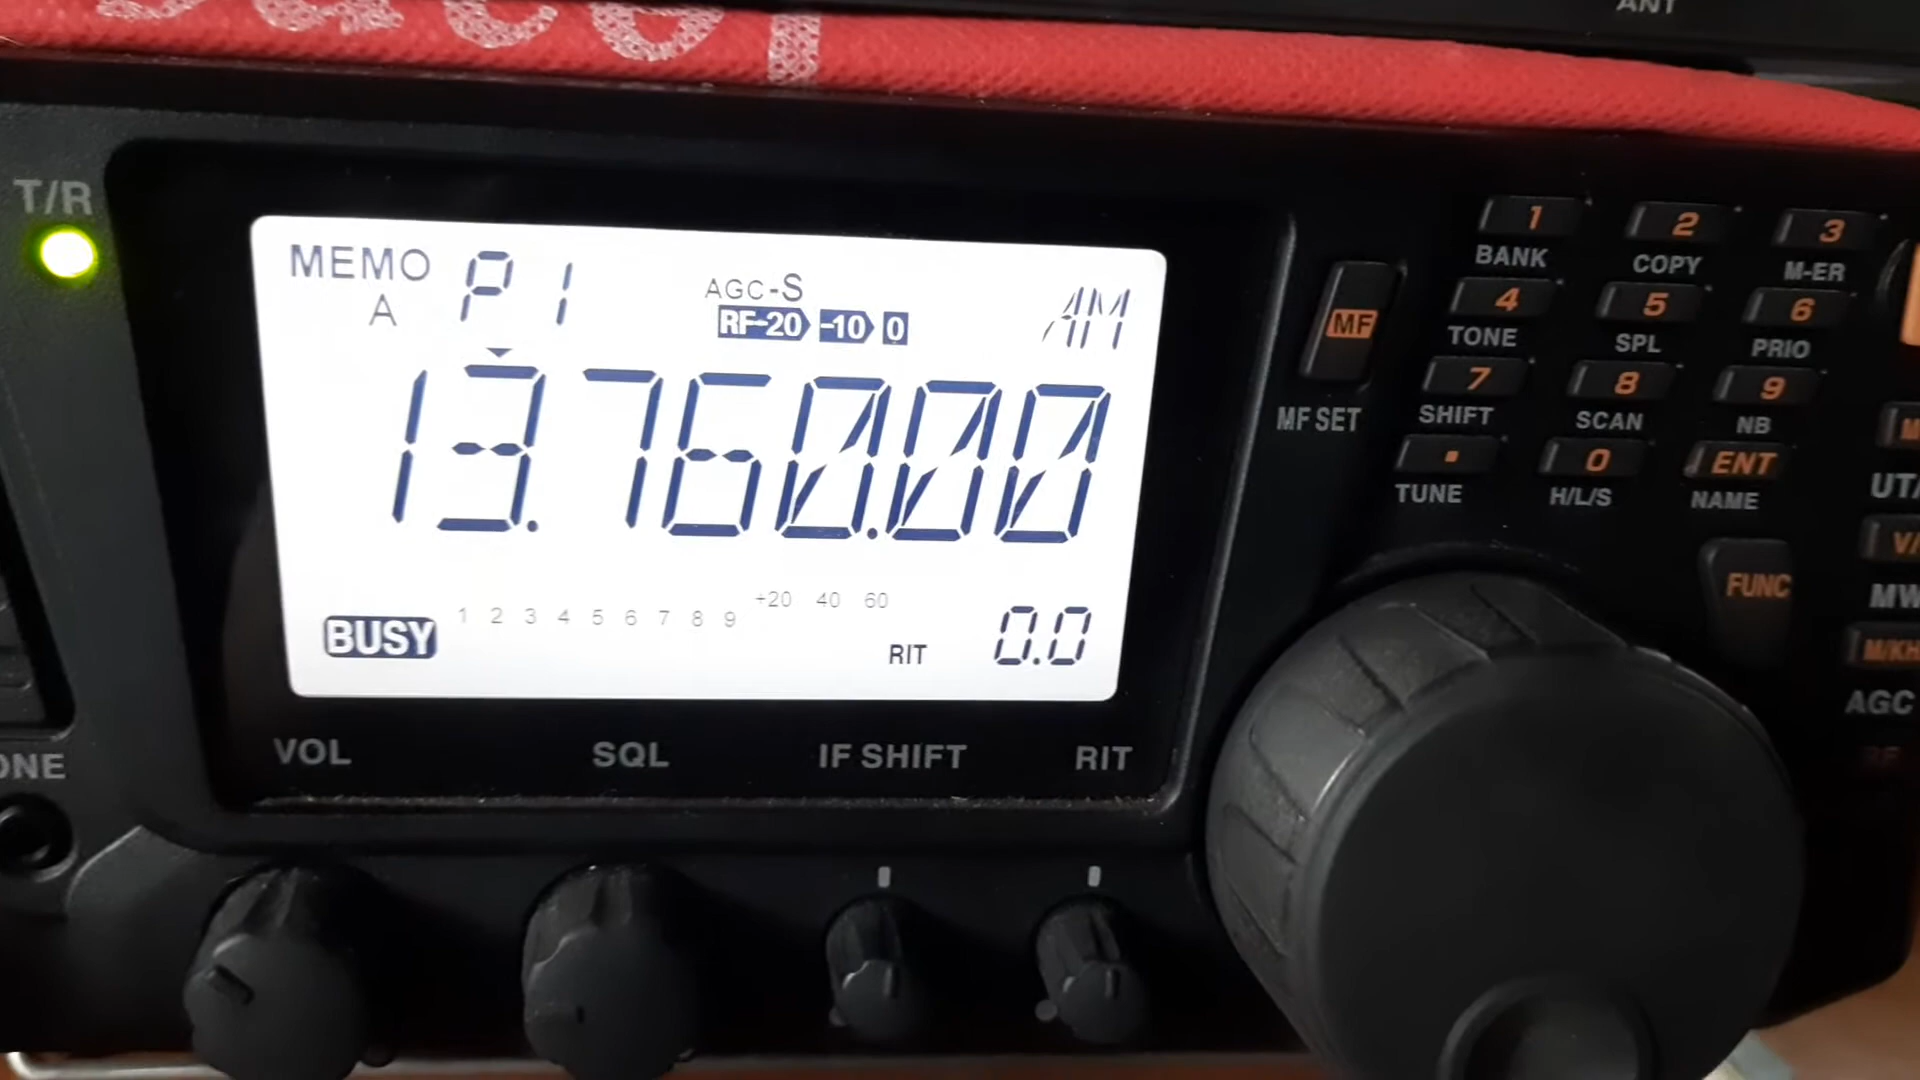 ANT
T/R
MEMO P1 AGC-S AM
A RF-20 -10 0
13.760.000
BUSY 1 2 3 4 5 6 7 8 9 +20 40 60
RIT 0.0
VOL SQL IF SHIFT RIT
MF
MF SET
1 2 3
BANK COPY M-ER
4 5 6
TONE SPL PRIO
7 8 9
SHIFT SCAN NB
. 0 ENT
TUNE H/L/S NAME
FUNC
V/
MW
M/KH
AGC